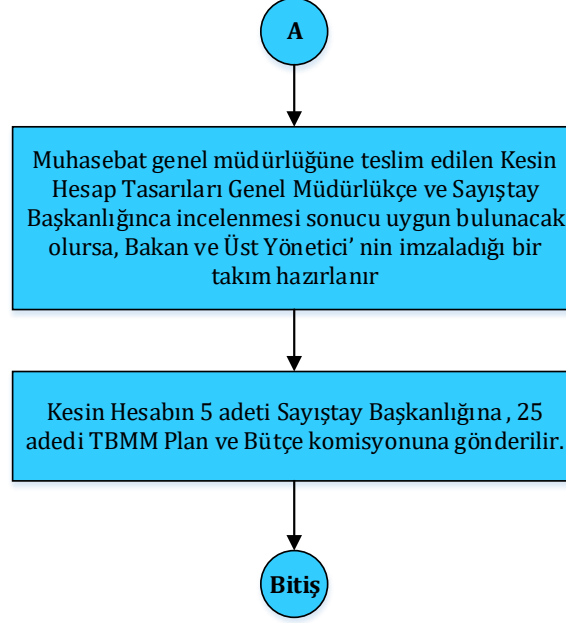 A
Muhasebat genel müdürlüğüne teslim edilen Kesin
Hesap Tasarıları Genel Müdürlükçe ve Sayıştay
Başkanlığınca incelenmesi sonucu uygun bulunacak
olursa, Bakan ve Üst Yönetici’ nin imzaladığı bir
takım hazırlanır
Kesin Hesabın 5 adeti Sayıştay Başkanlığına , 25
adedi TBMM Plan ve Bütçe komisyonuna gönderilir.
Bitiş